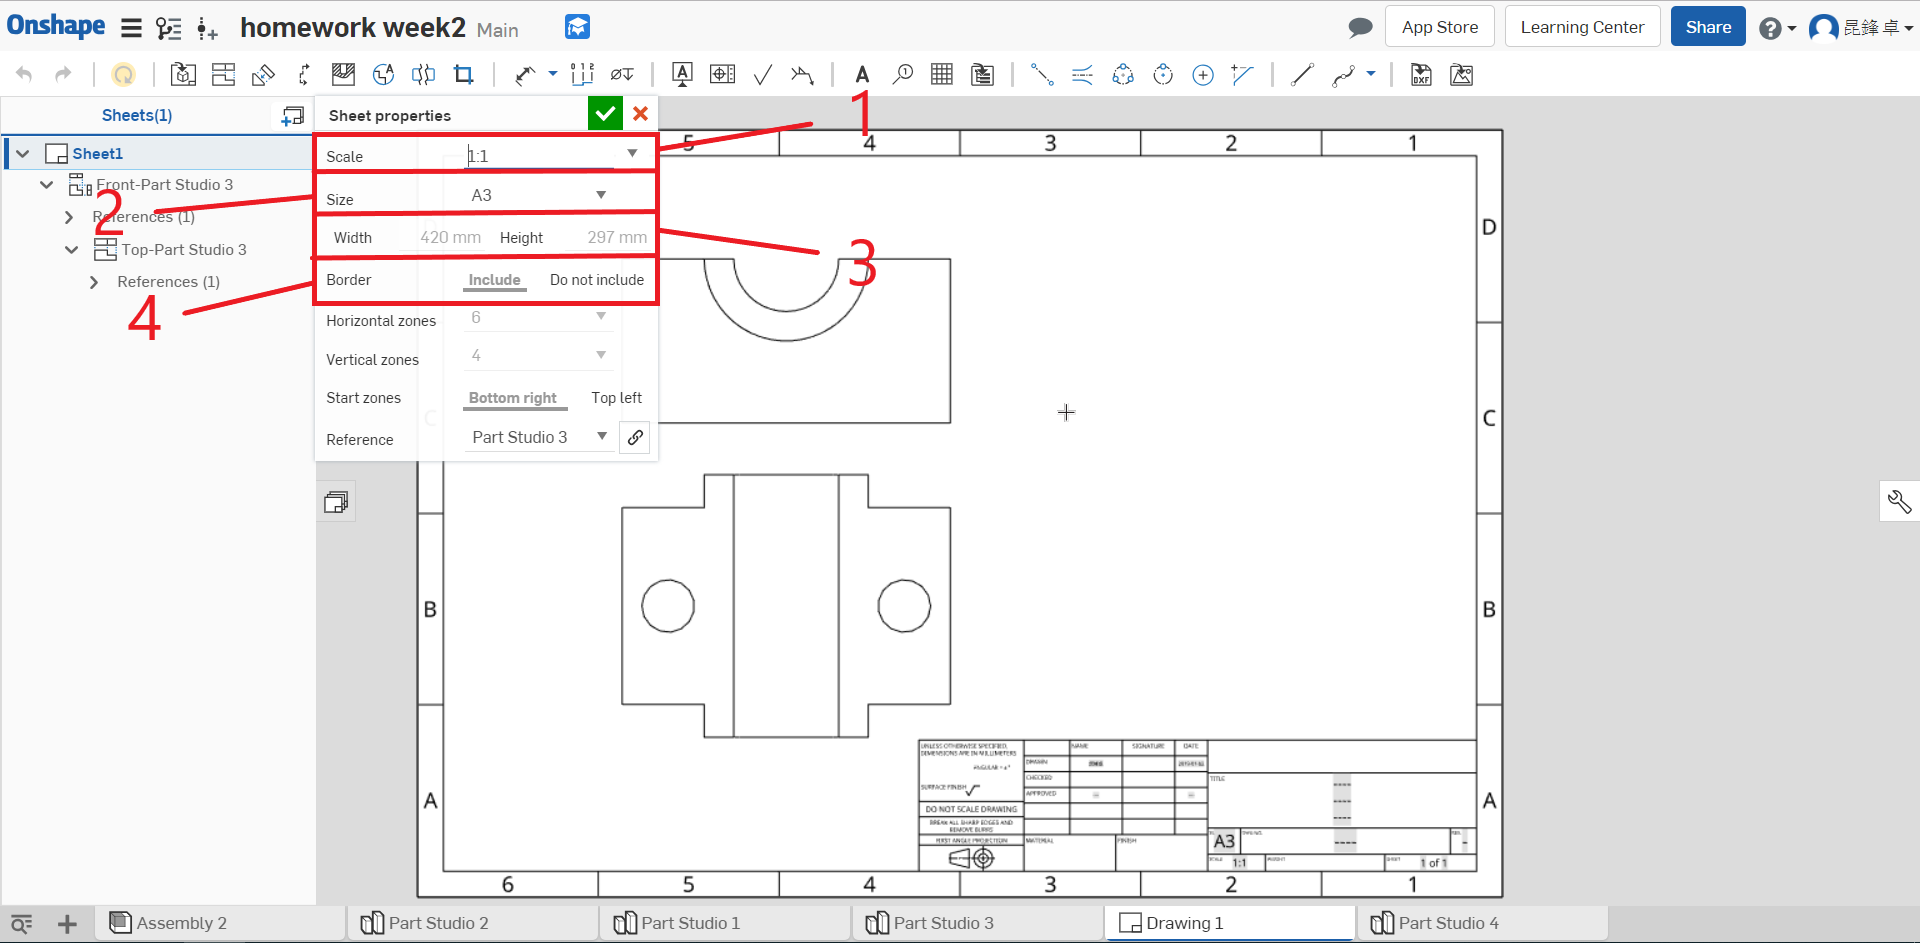 Onshape
homework week2 Main
App Store
Learning Center
Share
昆鋒 卓
Sheets(1)
Sheet properties
1
Sheet1
Scale 1:1
Front-Part Studio 3
2
Size A3
References (1)
Width 420 mm Height 297 mm
3
Top-Part Studio 3
References (1)
Border Include Do not include
4
Horizontal zones 6
Vertical zones 4
Start zones Bottom right Top left
Reference Part Studio 3
5 4 3 2 1
D
C C
B B
A A
6 5 4 3 2 1
UNLESS OTHERWISE SPECIFIED,
DIMENSIONS ARE IN MILLIMETERS
SURFACE FINISH
DO NOT SCALE DRAWING
BREAK ALL SHARP EDGES AND
REMOVE BURRS
FIRST ANGLE PROJECTION
NAME SIGNATURE DATE
DRAWN
CHECKED
APPROVED
MATERIAL FINISH
TITLE
----
----
----
A3 ---- -
SCALE 1:1 WEIGHT SHEET 1 of 1
Assembly 2
Part Studio 2
Part Studio 1
Part Studio 3
Drawing 1
Part Studio 4